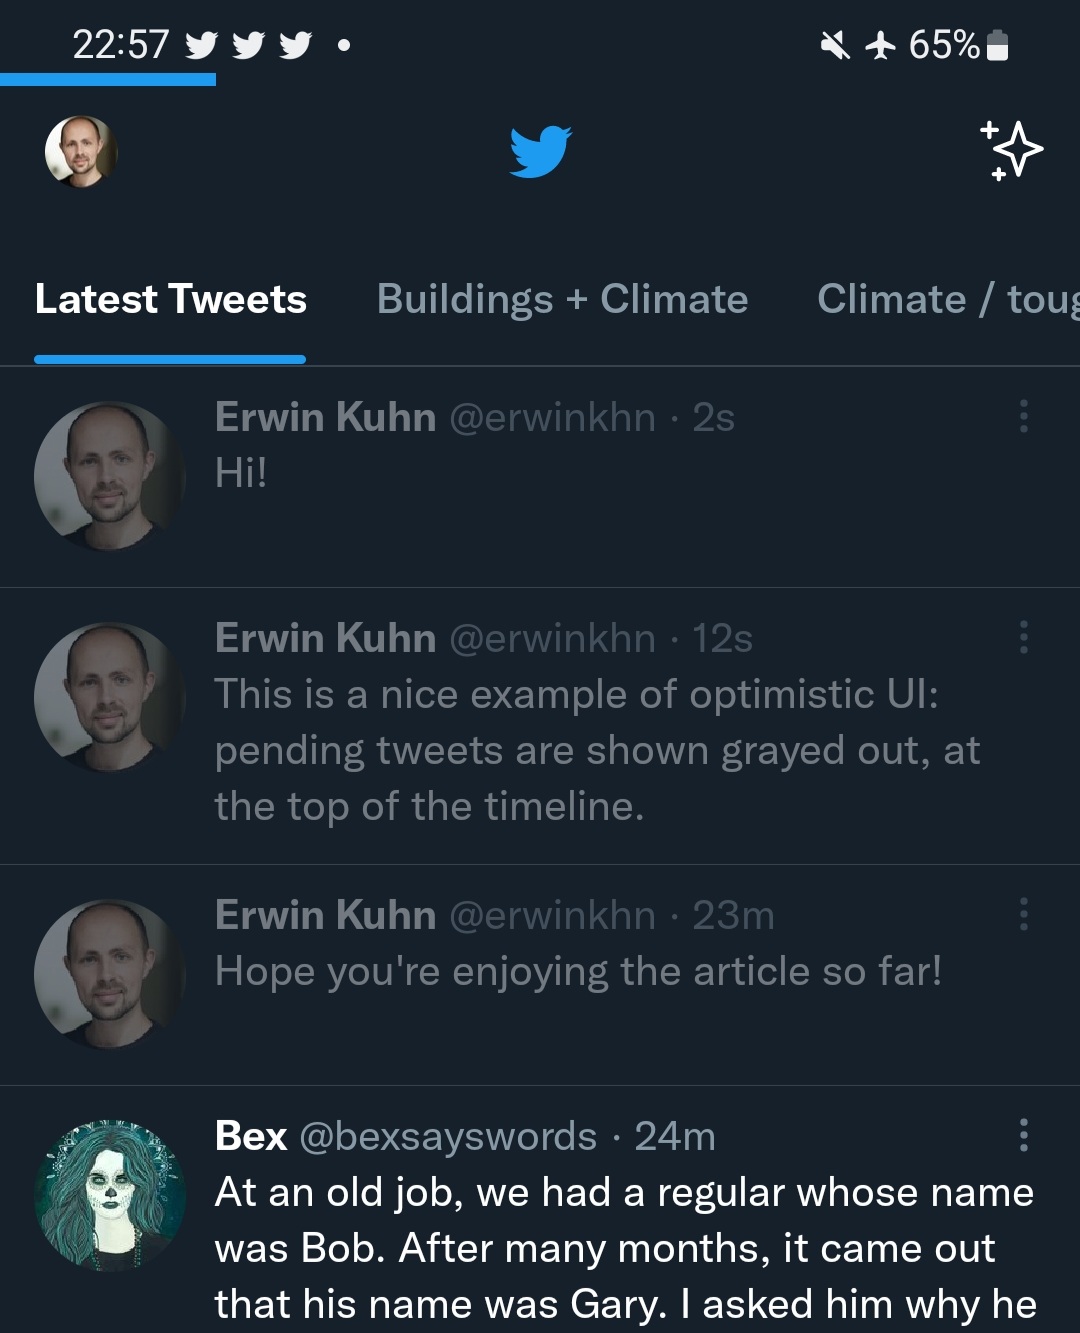 22:57
65%
Latest Tweets Buildings + Climate Climate / toug
Erwin Kuhn @erwinkhn · 2s
Hi!
Erwin Kuhn @erwinkhn · 12s
This is a nice example of optimistic UI:
pending tweets are shown grayed out, at
the top of the timeline.
Erwin Kuhn @erwinkhn · 23m
Hope you're enjoying the article so far!
Bex @bexsayswords · 24m
At an old job, we had a regular whose name
was Bob. After many months, it came out
that his name was Gary. I asked him why he